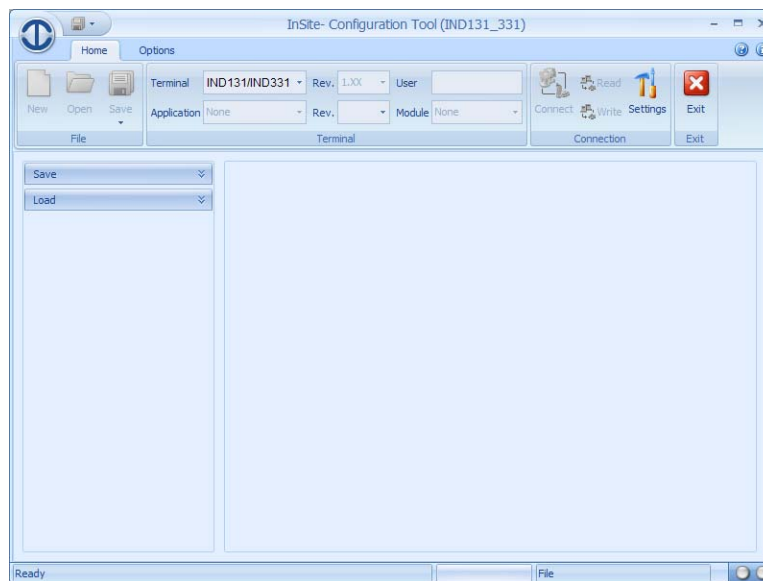 InSite- Configuration Tool (IND131_331)
Home Options
Terminal IND131/IND331 Rev. 1.XX User
New Open Save Connect Read Settings Exit
Application None Rev. Module None Write
File Terminal Connection Exit
Save
Load
Ready File